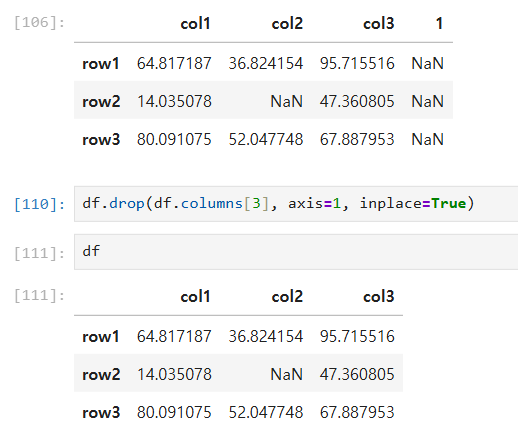 [106]:
col1 col2 col3 1
row1 64.817187 36.824154 95.715516 NaN
row2 14.035078 NaN 47.360805 NaN
row3 80.091075 52.047748 67.887953 NaN
[110]: df.drop(df.columns[3], axis=1, inplace=True)
[111]: df
[111]:
col1 col2 col3
row1 64.817187 36.824154 95.715516
row2 14.035078 NaN 47.360805
row3 80.091075 52.047748 67.887953